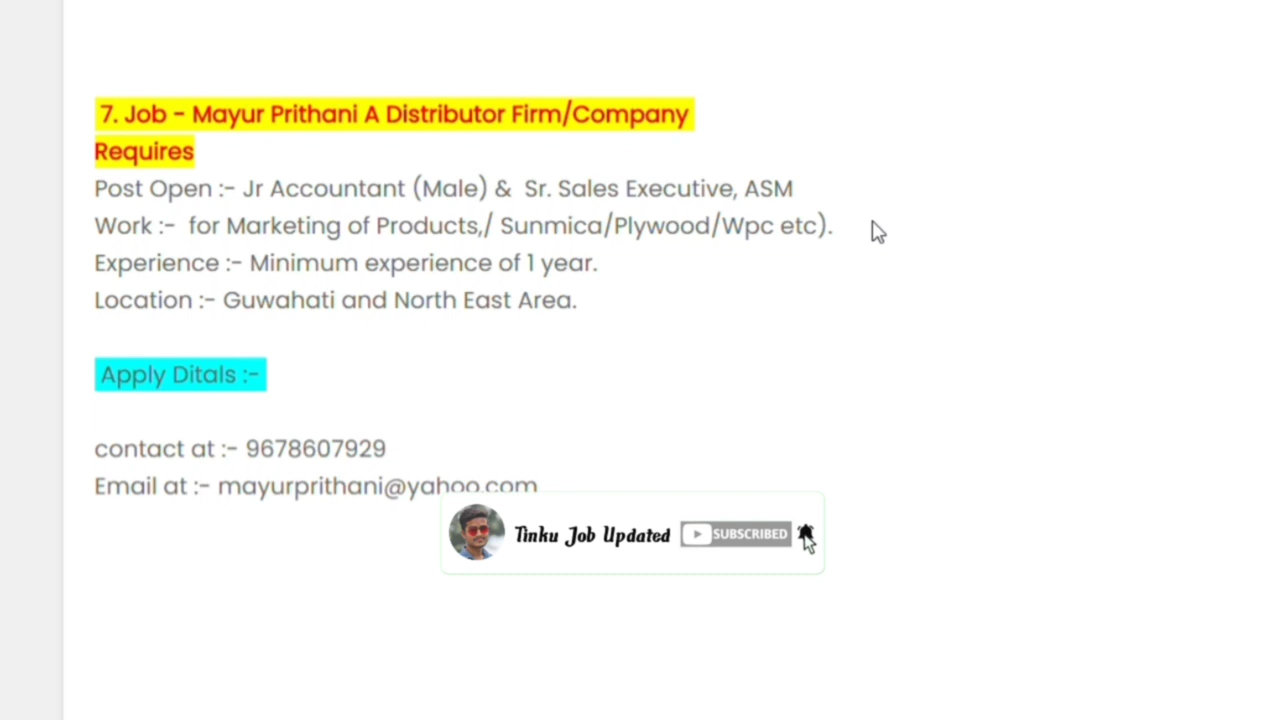 7. Job - Mayur Prithani A Distributor Firm/Company
Requires
Post Open :- Jr Accountant (Male) & Sr. Sales Executive, ASM
Work :- for Marketing of Products,/ Sunmica/Plywood/Wpc etc).
Experience :- Minimum experience of 1 year.
Location :- Guwahati and North East Area.
Apply Ditals :-
contact at :- 9678607929
Email at :- mayurprithani@yahoo.com
Tinku Job Updated SUBSCRIBED